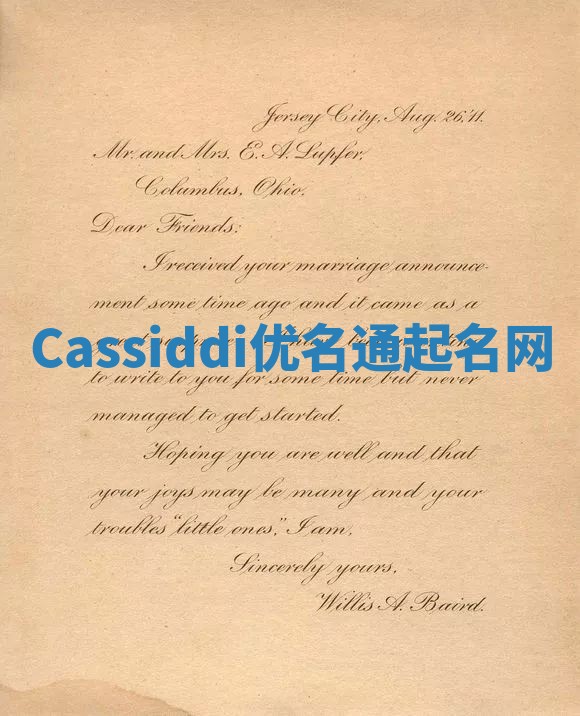 Jersey City, Aug. 26,'11.
Mr. and Mrs. E. A. Lupfer,
Columbus, Ohio.
Dear Friends:
I received your marriage announce-
ment some time ago and it came as a
Cassiddi优名通起名网
to write to you for some time but never
managed to get started.
Hoping you are well and that
your joys may be many and your
troubles "little ones," I am,
Sincerely yours,
Willis A. Baird.